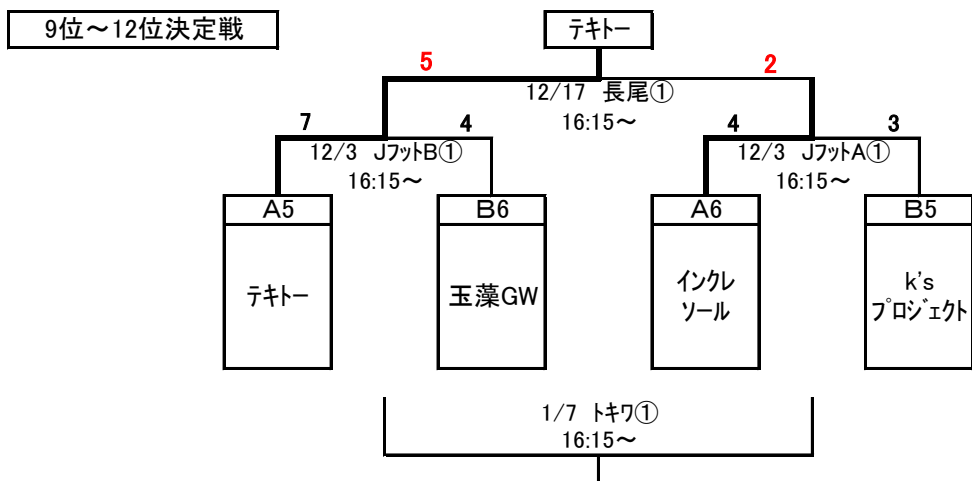 9位～12位決定戦
ﾃｷﾄｰ
5
2
12/17 長尾①
16:15～
7
4
4
3
12/3 JﾌｯﾄB①
16:15～
12/3 JﾌｯﾄA①
16:15～
A5
B6
A6
B5
ﾃｷﾄｰ
玉藻GW
ｲﾝｸﾚ
ｿｰﾙ
k's
ﾌﾟﾛｼﾞｪｸﾄ
1/7 ﾄｷﾜ①
16:15～